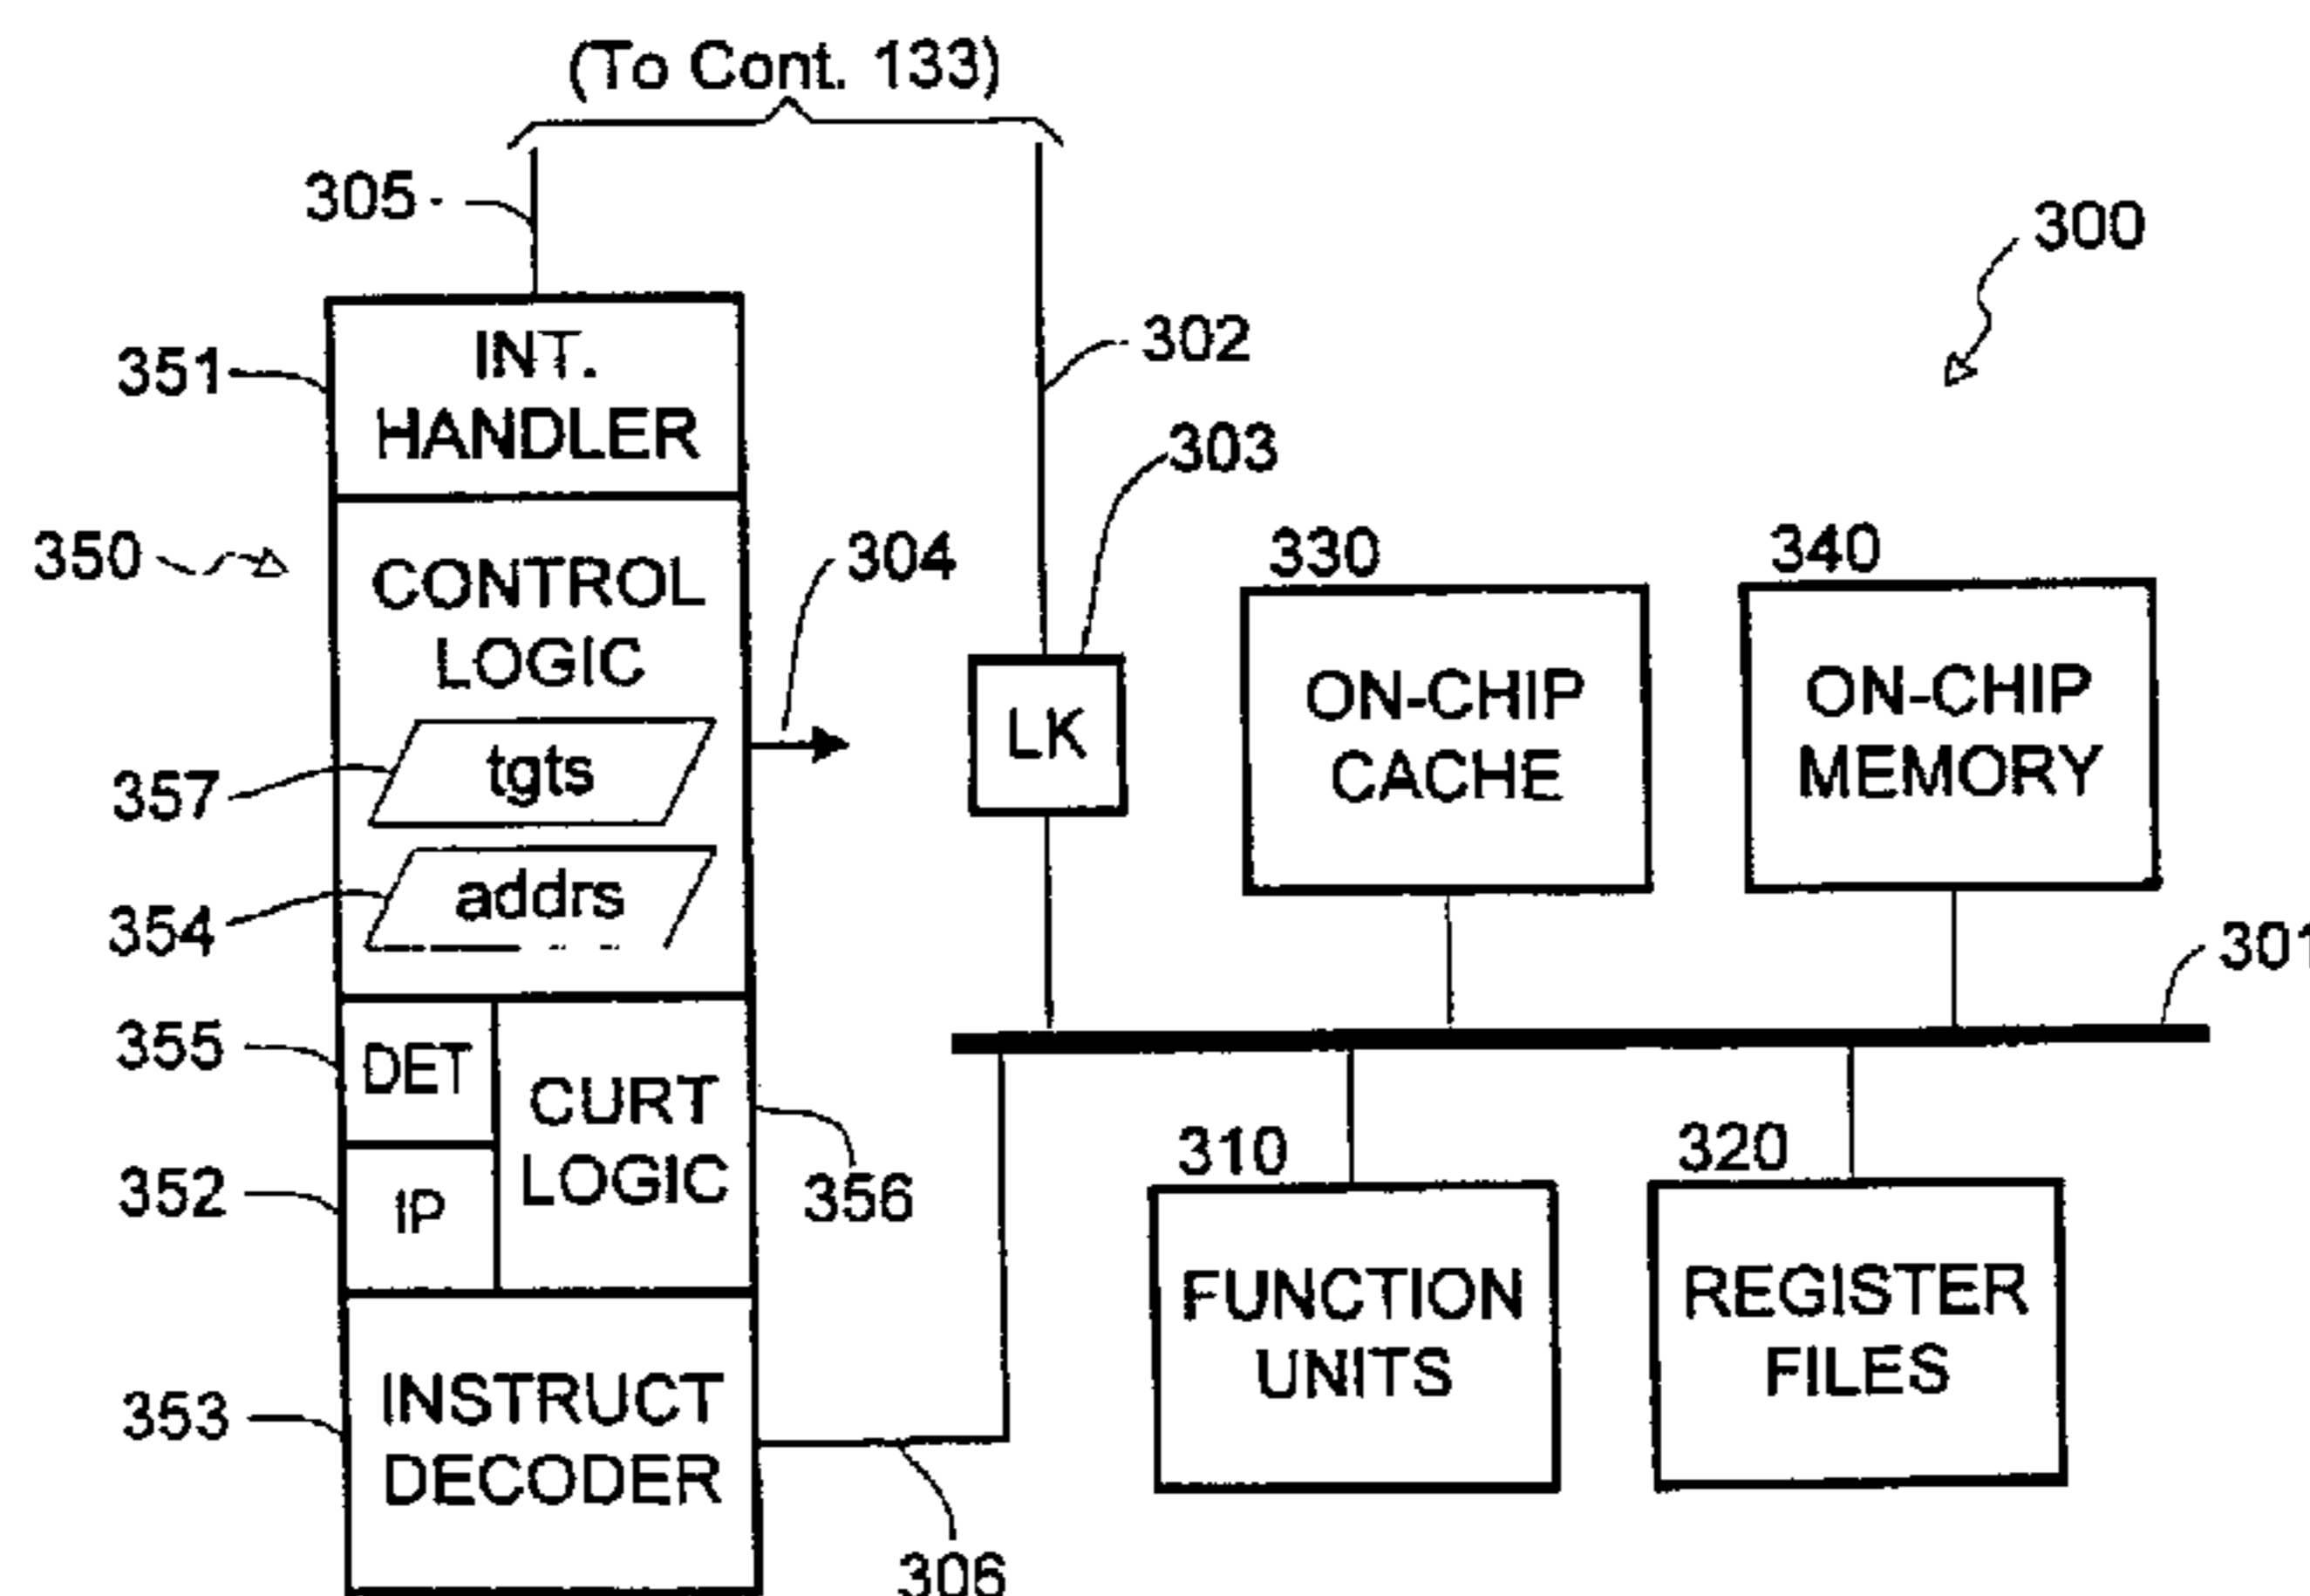 (To Cont. 133)
305
300
302
351
INT.
HANDLER
303
350
CONTROL
LOGIC
304
330
340
ON-CHIP
CACHE
ON-CHIP
MEMORY
LK
357
tgts
354
addrs
301
355
DET
CURT
LOGIC
352
IP
356
310
320
FUNCTION
UNITS
REGISTER
FILES
353
INSTRUCT
DECODER
306